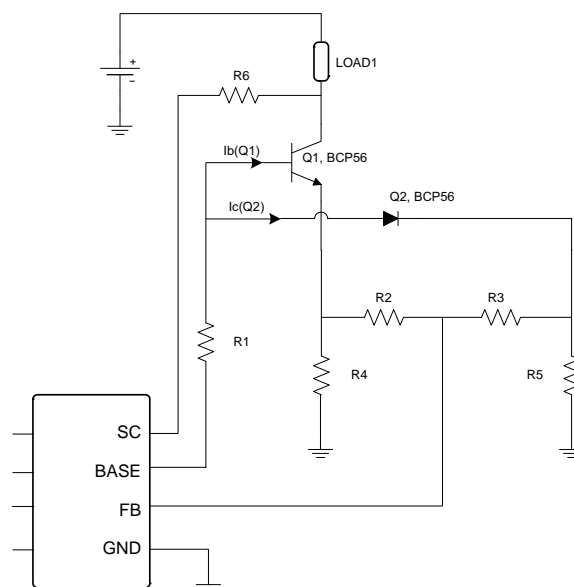 +
−
LOAD1
R6
Ib(Q1)
Q1, BCP56
Q2, BCP56
Ic(Q2)
R2
R3
R1
R4
R5
SC
BASE
FB
GND